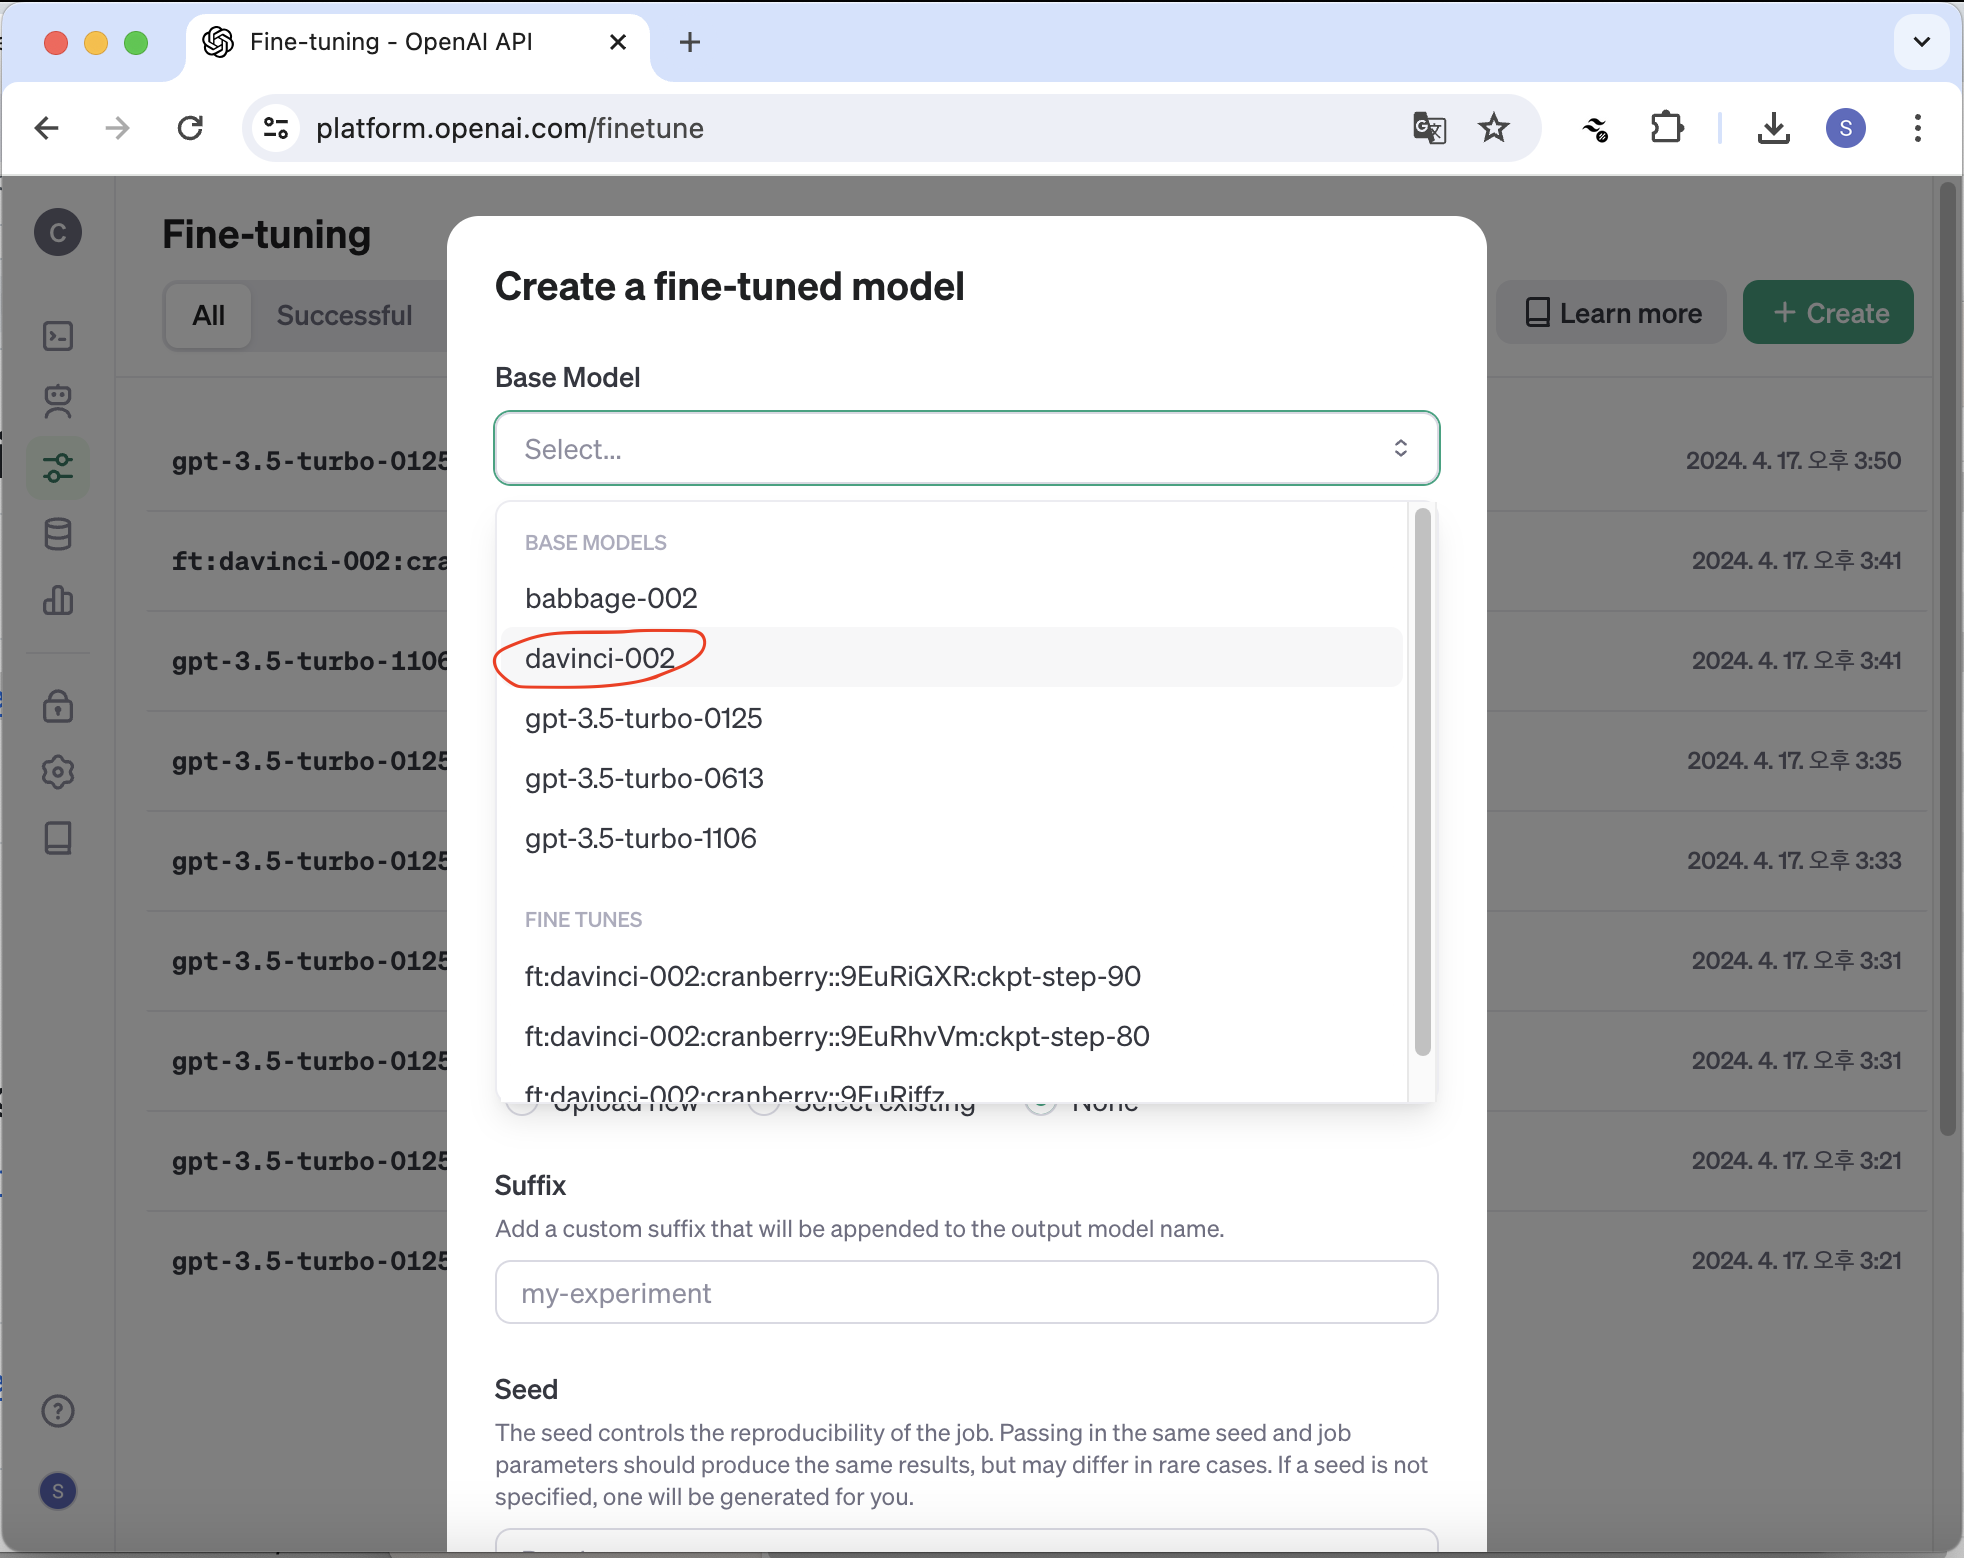 Fine-tuning - OpenAI API
platform.openai.com/finetune
S
C
Fine-tuning
All Successful
Learn more
+ Create
Create a fine-tuned model
Base Model
Select...
BASE MODELS
babbage-002
davinci-002
gpt-3.5-turbo-0125
gpt-3.5-turbo-0613
gpt-3.5-turbo-1106
FINE TUNES
ft:davinci-002:cranberry::9EuRiGXR:ckpt-step-90
ft:davinci-002:cranberry::9EuRhvVm:ckpt-step-80
ft:davinci-002:cranberry::9EuRiffz
Upload new Select existing None
Suffix
Add a custom suffix that will be appended to the output model name.
my-experiment
Seed
The seed controls the reproducibility of the job. Passing in the same seed and job
parameters should produce the same results, but may differ in rare cases. If a seed is not
specified, one will be generated for you.
gpt-3.5-turbo-0125 2024. 4. 17. 오후 3:50
ft:davinci-002:cra 2024. 4. 17. 오후 3:41
gpt-3.5-turbo-1106 2024. 4. 17. 오후 3:41
gpt-3.5-turbo-0125 2024. 4. 17. 오후 3:35
gpt-3.5-turbo-0125 2024. 4. 17. 오후 3:33
gpt-3.5-turbo-0125 2024. 4. 17. 오후 3:31
gpt-3.5-turbo-0125 2024. 4. 17. 오후 3:31
gpt-3.5-turbo-0125 2024. 4. 17. 오후 3:21
gpt-3.5-turbo-0125 2024. 4. 17. 오후 3:21
S